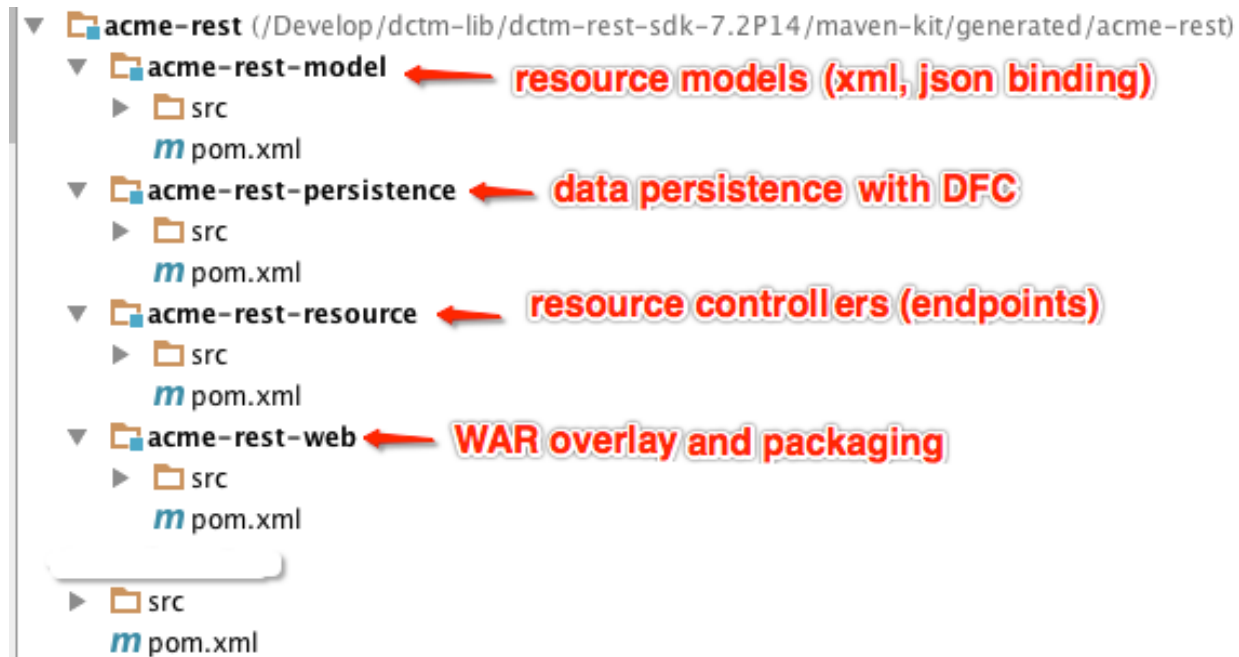 acme-rest (/Develop/dctm-lib/dctm-rest-sdk-7.2P14/maven-kit/generated/acme-rest)
acme-rest-model resource models (xml, json binding)
src
m pom.xml
acme-rest-persistence data persistence with DFC
src
m pom.xml
acme-rest-resource resource controllers (endpoints)
src
m pom.xml
acme-rest-web WAR overlay and packaging
src
m pom.xml
src
m pom.xml